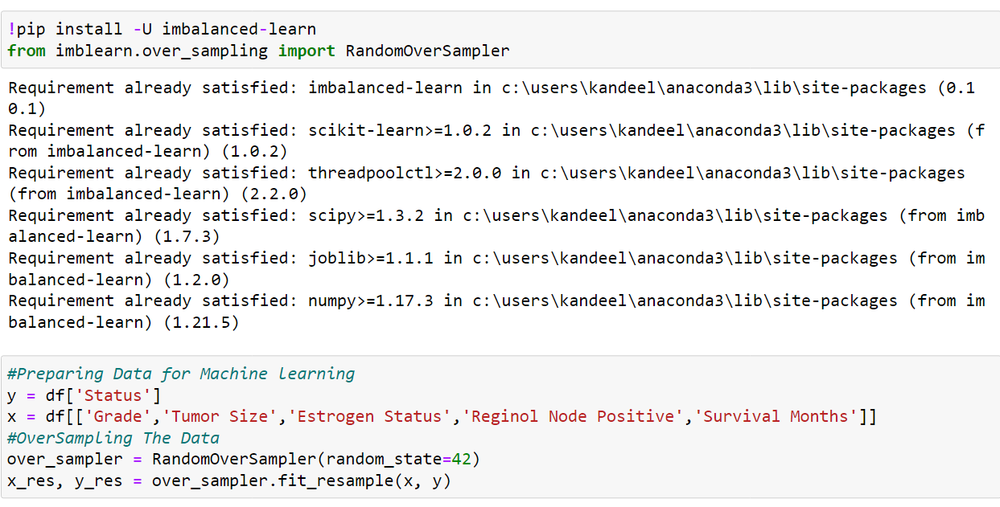 !pip install -U imbalanced-learn
from imblearn.over_sampling import RandomOverSampler
Requirement already satisfied: imbalanced-learn in c:\users\kandeel\anaconda3\lib\site-packages (0.1
0.1)
Requirement already satisfied: scikit-learn>=1.0.2 in c:\users\kandeel\anaconda3\lib\site-packages (f
rom imbalanced-learn) (1.0.2)
Requirement already satisfied: threadpoolctl>=2.0.0 in c:\users\kandeel\anaconda3\lib\site-packages
(from imbalanced-learn) (2.2.0)
Requirement already satisfied: scipy>=1.3.2 in c:\users\kandeel\anaconda3\lib\site-packages (from imb
alanced-learn) (1.7.3)
Requirement already satisfied: joblib>=1.1.1 in c:\users\kandeel\anaconda3\lib\site-packages (from im
balanced-learn) (1.2.0)
Requirement already satisfied: numpy>=1.17.3 in c:\users\kandeel\anaconda3\lib\site-packages (from im
balanced-learn) (1.21.5)
#Preparing Data for Machine learning
y = df['Status']
x = df[['Grade','Tumor Size','Estrogen Status','Reginol Node Positive','Survival Months']]
#OverSampling The Data
over_sampler = RandomOverSampler(random_state=42)
x_res, y_res = over_sampler.fit_resample(x, y)